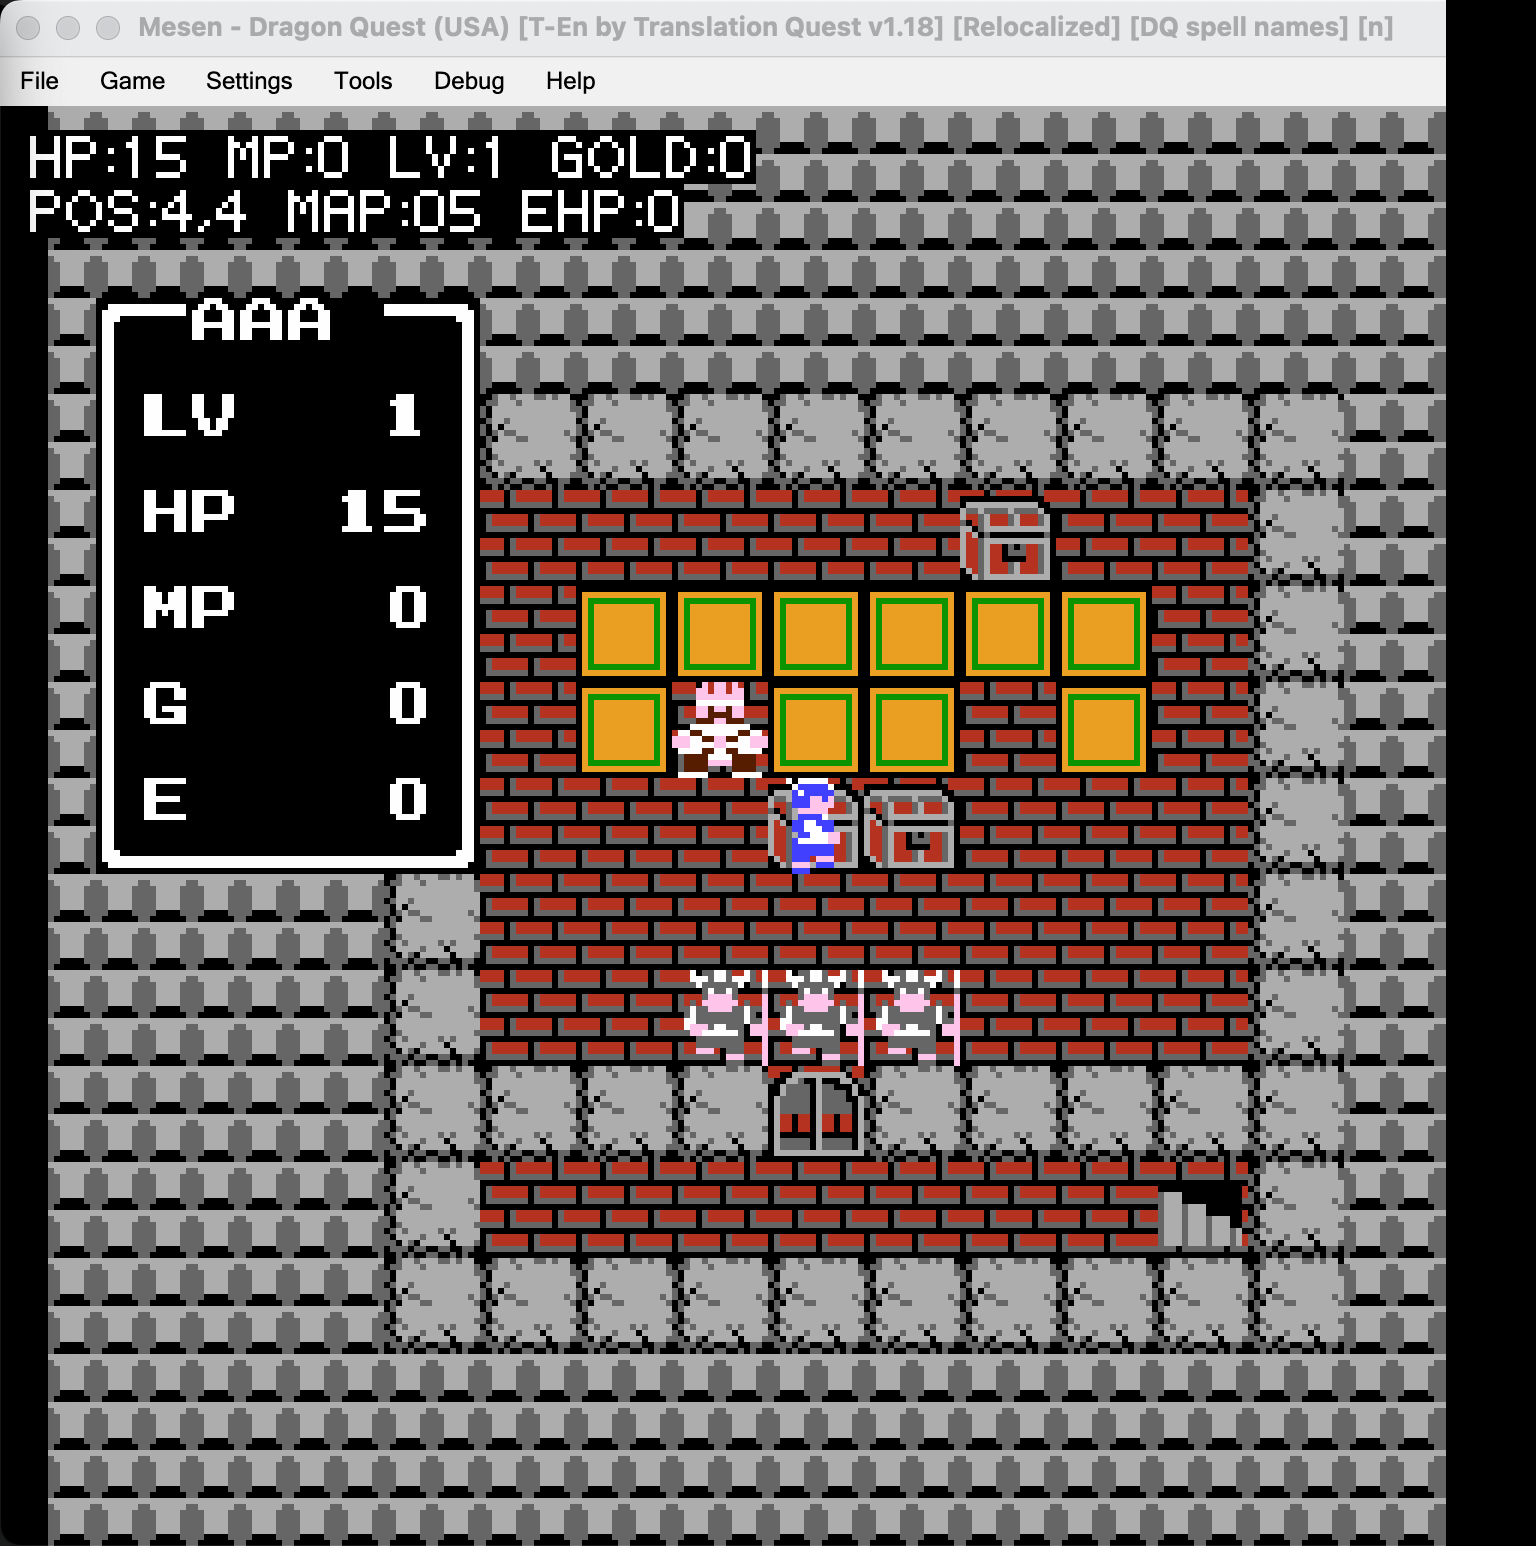 Mesen - Dragon Quest (USA) [T-En by Translation Quest v1.18] [Relocalized] [DQ spell names] [n]
File Game Settings Tools Debug Help
HP:15 MP:0 LV:1 GOLD:0
POS:4,4 MAP:05 EHP:0
AAA
LV 1
HP 15
MP 0
G 0
E 0